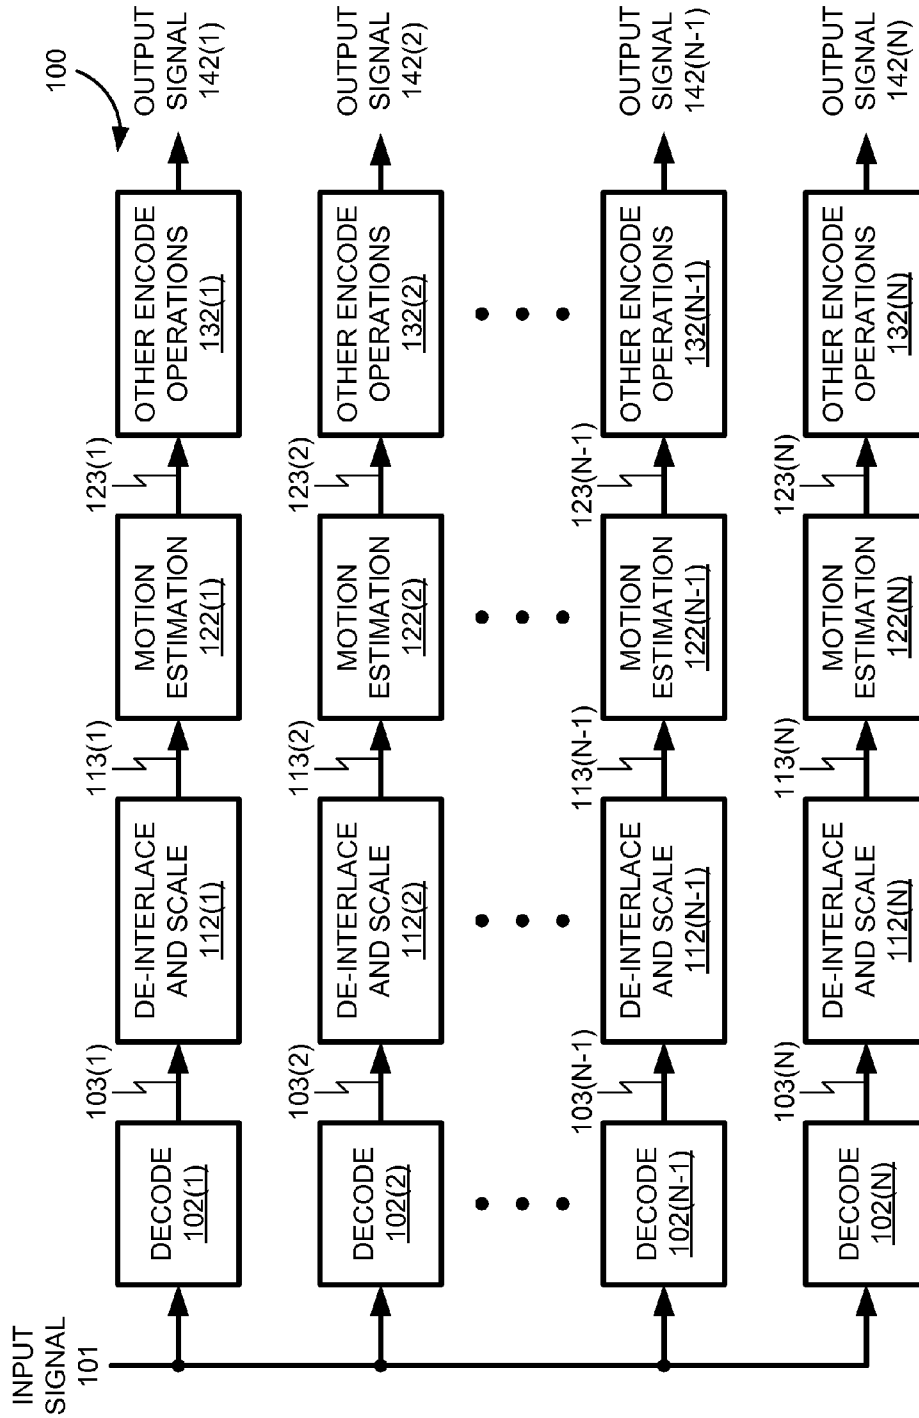 100
INPUT
SIGNAL
101
DECODE
102(1)
103(1)
DE-INTERLACE
AND SCALE
112(1)
113(1)
MOTION
ESTIMATION
122(1)
123(1)
OTHER ENCODE
OPERATIONS
132(1)
OUTPUT
SIGNAL
142(1)
DECODE
102(2)
103(2)
DE-INTERLACE
AND SCALE
112(2)
113(2)
MOTION
ESTIMATION
122(2)
123(2)
OTHER ENCODE
OPERATIONS
132(2)
OUTPUT
SIGNAL
142(2)
DECODE
102(N-1)
103(N-1)
DE-INTERLACE
AND SCALE
112(N-1)
113(N-1)
MOTION
ESTIMATION
122(N-1)
123(N-1)
OTHER ENCODE
OPERATIONS
132(N-1)
OUTPUT
SIGNAL
142(N-1)
DECODE
102(N)
103(N)
DE-INTERLACE
AND SCALE
112(N)
113(N)
MOTION
ESTIMATION
122(N)
123(N)
OTHER ENCODE
OPERATIONS
132(N)
OUTPUT
SIGNAL
142(N)